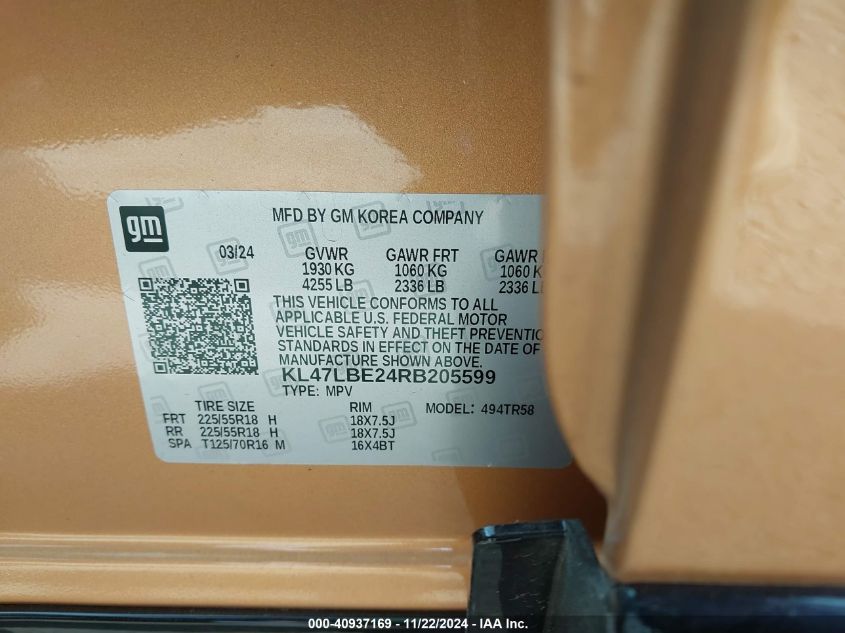 gm
MFD BY GM KOREA COMPANY
03/24 GVWR GAWR FRT GAWR
1930 KG 1060 KG 1060 K
4255 LB 2336 LB 2336 L
THIS VEHICLE CONFORMS TO ALL
APPLICABLE U.S. FEDERAL MOTOR
VEHICLE SAFETY AND THEFT PREVENTIO
STANDARDS IN EFFECT ON THE DATE OF
MANUFACTURE SHOWN ABOVE.
KL47LBE24RB205599
TYPE: MPV MODEL: 494TR58
TIRE SIZE RIM
FRT 225/55R18 H 18X7.5J
RR 225/55R18 H 18X7.5J
SPA T125/70R16 M 16X4BT
000-40937169 - 11/22/2024 - IAA Inc.